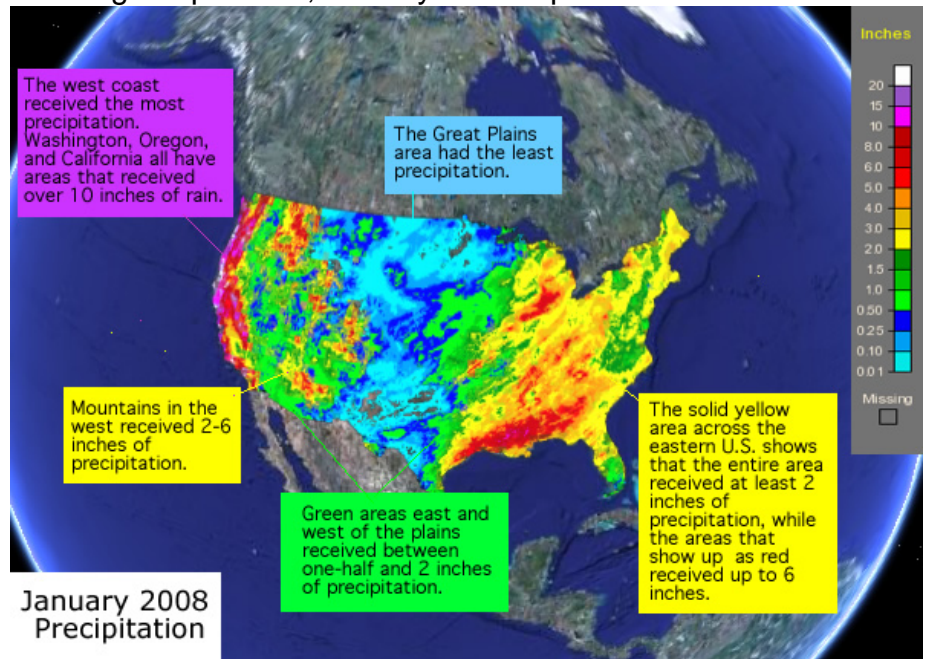 Inches
20
15
10
8.0
6.0
5.0
4.0
3.0
2.0
1.5
1.0
0.50
0.25
0.10
0.01
Missing
The west coast
received the most
precipitation.
Washington, Oregon,
and California all have
areas that received
over 10 inches of rain.
The Great Plains
area had the least
precipitation.
Mountains in the
west received 2-6
inches of
precipitation.
Green areas east and
west of the plains
received between
one-half and 2 inches
of precipitation.
The solid yellow
area across the
eastern U.S. shows
that the entire area
received at least 2
inches of
precipitation, while
the areas that
show up as red
received up to 6
inches.
January 2008
Precipitation